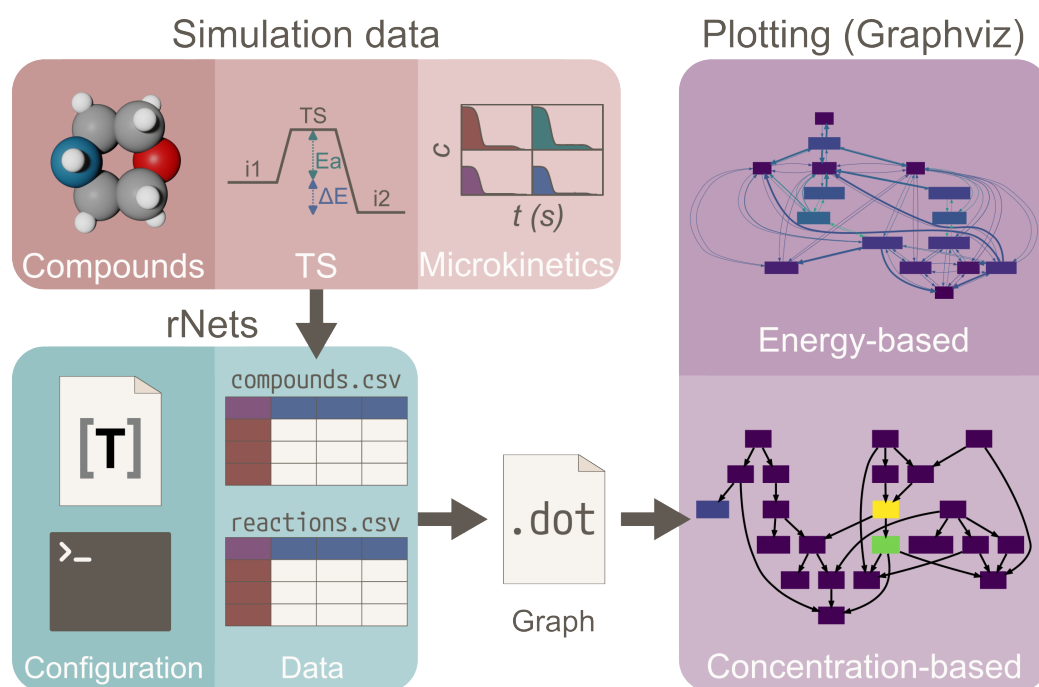 Simulation data
Plotting (Graphviz)
TS
i1
Ea
ΔE
i2
c
t (s)
Compounds
TS
Microkinetics
rNets
compounds.csv
reactions.csv
[T]
>_
Configuration
Data
.dot
Graph
Energy-based
Concentration-based